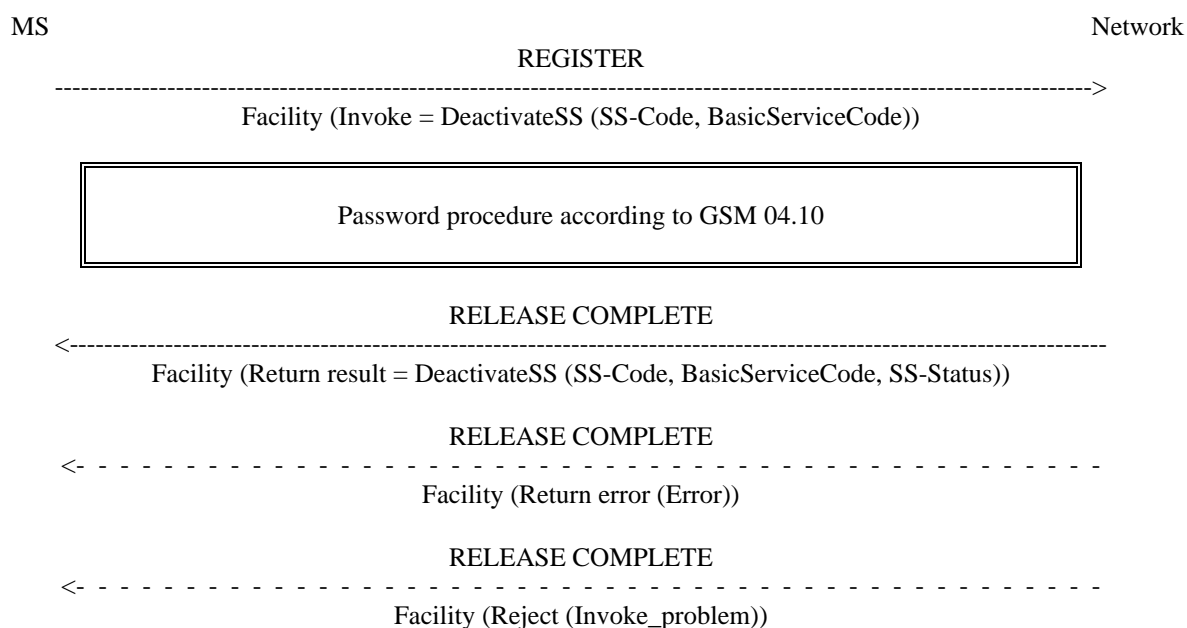 MS Network
REGISTER
------------------------------------------------------------------------------------------------------------------------>
Facility (Invoke = DeactivateSS (SS-Code, BasicServiceCode))
Password procedure according to GSM 04.10
RELEASE COMPLETE
<------------------------------------------------------------------------------------------------------------------------
Facility (Return result = DeactivateSS (SS-Code, BasicServiceCode, SS-Status))
RELEASE COMPLETE
<- - - - - - - - - - - - - - - - - - - - - - - - - - - - - - - - - - - - - - - - - - - - - - - - - - - - - - - - -
Facility (Return error (Error))
RELEASE COMPLETE
<- - - - - - - - - - - - - - - - - - - - - - - - - - - - - - - - - - - - - - - - - - - - - - - - - - - - - - - - -
Facility (Reject (Invoke_problem))